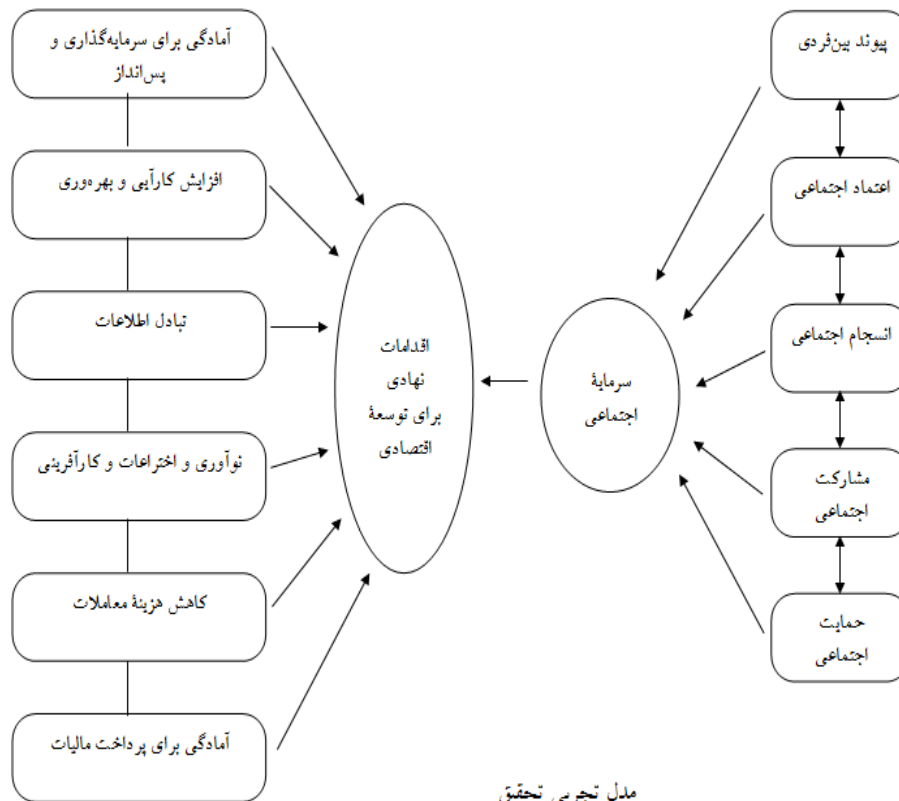 پیوند بین‌فردی
اعتماد اجتماعی
انسجام اجتماعی
مشارکت
اجتماعی
حمایت
اجتماعی
سرمایهٔ
اجتماعی
اقدامات
نهادی
برای توسعهٔ
اقتصادی
آمادگی برای سرمایه‌گذاری و
پس‌انداز
افزایش کارآیی و بهره‌وری
تبادل اطلاعات
نوآوری و اختراعات و کارآفرینی
کاهش هزینهٔ معاملات
آمادگی برای پرداخت مالیات
مدل تجربی تحقیق